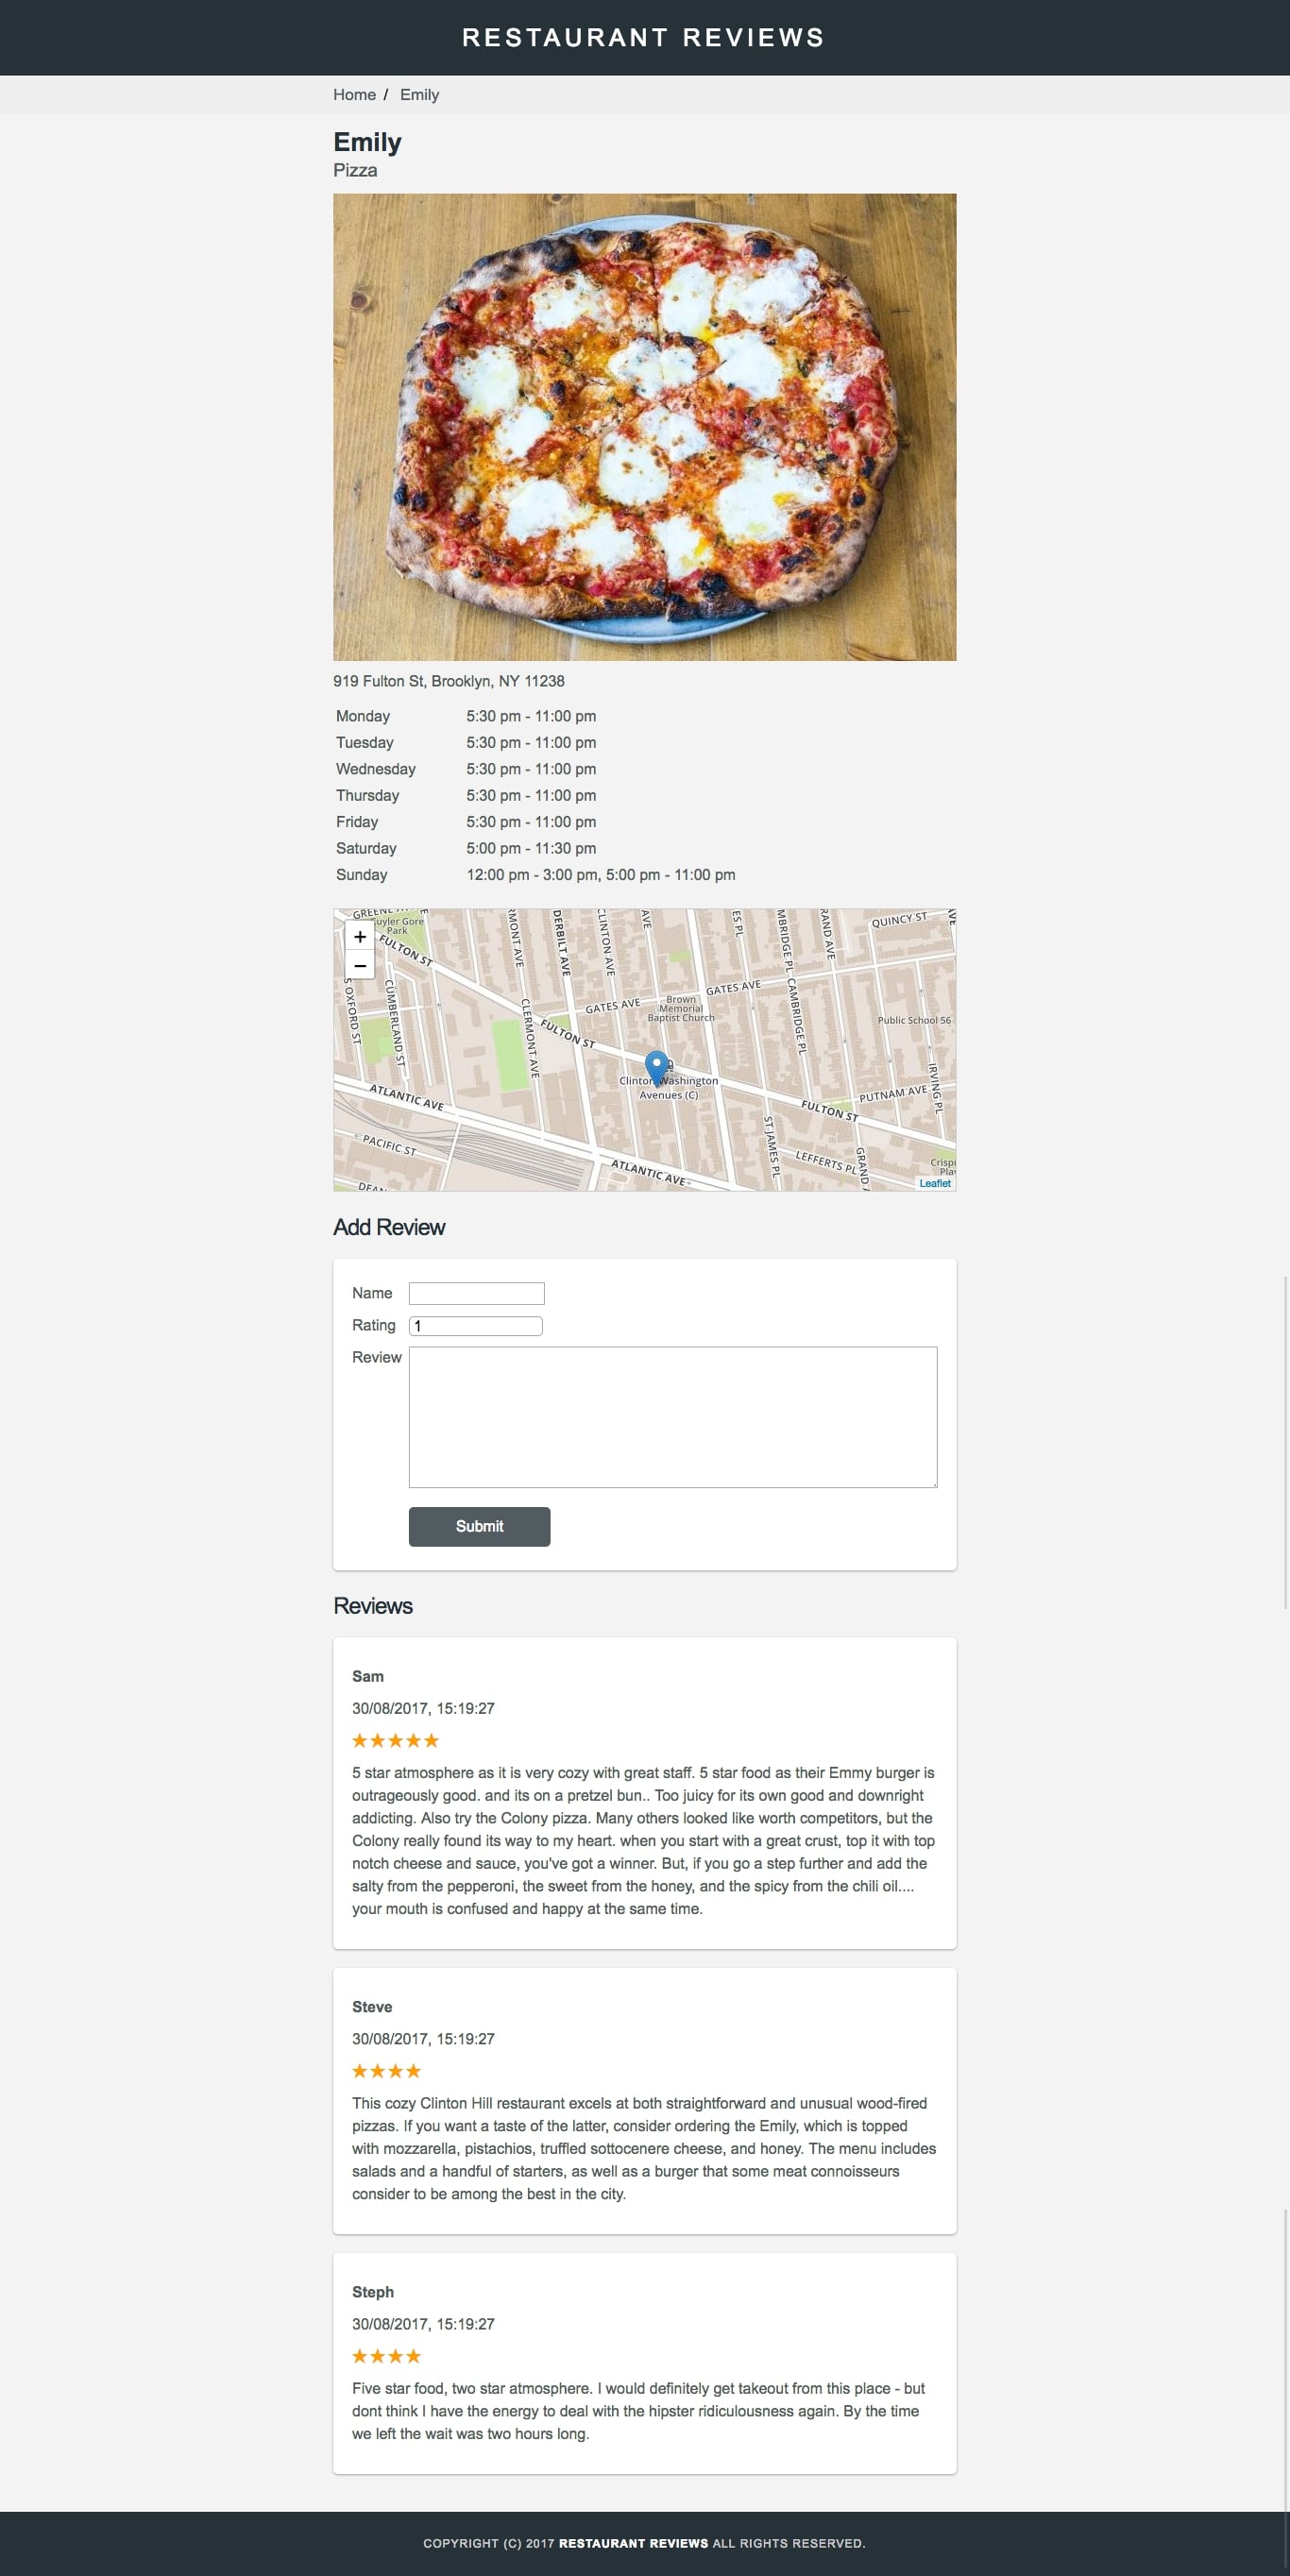 RESTAURANT REVIEWS
Home / Emily
Emily
Pizza
919 Fulton St, Brooklyn, NY 11238
Monday 5:30 pm - 11:00 pm
Tuesday 5:30 pm - 11:00 pm
Wednesday 5:30 pm - 11:00 pm
Thursday 5:30 pm - 11:00 pm
Friday 5:30 pm - 11:00 pm
Saturday 5:00 pm - 11:30 pm
Sunday 12:00 pm - 3:00 pm, 5:00 pm - 11:00 pm
+
−
Cuyler Gore
Park
FULTON ST
S OXFORD ST
CUMBERLAND ST
CLERMONT AVE
CLINTON AVE
GATES AVE
GATES AVE
Brown
Memorial
Baptist Church
CAMBRIDGE PL
QUINCY ST
Public School 56
FULTON ST
Clinton Washington
Avenues (C)
IRVING PL
PUTNAM AVE
FULTON ST
ATLANTIC AVE
PACIFIC ST
ATLANTIC AVE
ST JAMES PL
LEFFERTS PL
Leaflet
Add Review
Name
Rating 1
Review
Submit
Reviews
Sam
30/08/2017, 15:19:27
★★★★★
5 star atmosphere as it is very cozy with great staff. 5 star food as their Emmy burger is
outrageously good. and its on a pretzel bun.. Too juicy for its own good and downright
addicting. Also try the Colony pizza. Many others looked like worth competitors, but the
Colony really found its way to my heart. when you start with a great crust, top it with top
notch cheese and sauce, you've got a winner. But, if you go a step further and add the
salty from the pepperoni, the sweet from the honey, and the spicy from the chili oil....
your mouth is confused and happy at the same time.
Steve
30/08/2017, 15:19:27
★★★★
This cozy Clinton Hill restaurant excels at both straightforward and unusual wood-fired
pizzas. If you want a taste of the latter, consider ordering the Emily, which is topped
with mozzarella, pistachios, truffled sottocenere cheese, and honey. The menu includes
salads and a handful of starters, as well as a burger that some meat connoisseurs
consider to be among the best in the city.
Steph
30/08/2017, 15:19:27
★★★★
Five star food, two star atmosphere. I would definitely get takeout from this place - but
dont think I have the energy to deal with the hipster ridiculousness again. By the time
we left the wait was two hours long.
COPYRIGHT (C) 2017 RESTAURANT REVIEWS ALL RIGHTS RESERVED.